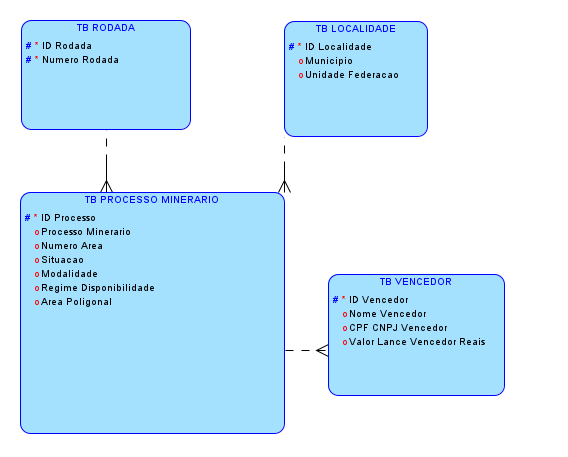 TB RODADA
# * ID Rodada
# * Numero Rodada
TB LOCALIDADE
# * ID Localidade
o Municipio
o Unidade Federacao
TB PROCESSO MINERARIO
# * ID Processo
o Processo Minerario
o Numero Area
o Situacao
o Modalidade
o Regime Disponibilidade
o Area Poligonal
TB VENCEDOR
# * ID Vencedor
o Nome Vencedor
o CPF CNPJ Vencedor
o Valor Lance Vencedor Reais